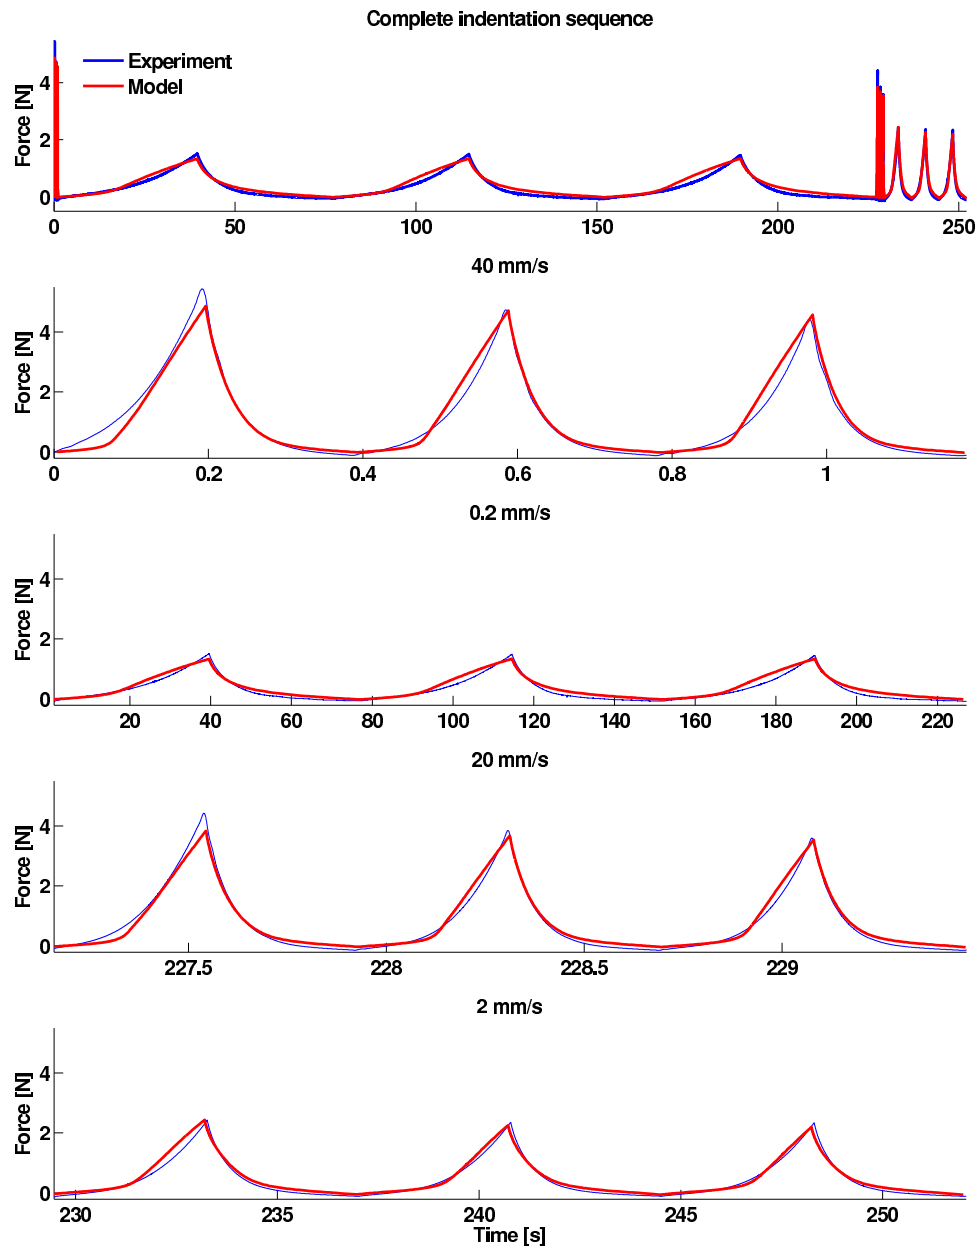 Complete indentation sequence
Experiment
Model
Force [N]
4
2
0
0 50 100 150 200 250
40 mm/s
Force [N]
4
2
0
0 0.2 0.4 0.6 0.8 1
0.2 mm/s
Force [N]
4
2
0
20 40 60 80 100 120 140 160 180 200 220
20 mm/s
Force [N]
4
2
0
227.5 228 228.5 229
2 mm/s
Force [N]
4
2
0
230 235 240 245 250
Time [s]